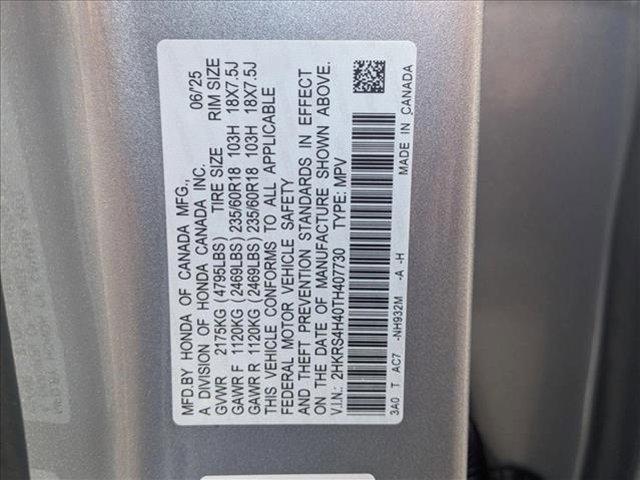 MFD.BY HONDA OF CANADA MFG., 06/'25
A DIVISION OF HONDA CANADA INC.
GVWR 2175KG (4795LBS) TIRE SIZE RIM SIZE
GAWR F 1120KG (2469LBS) 235/60R18 103H 18X7.5J
GAWR R 1120KG (2469LBS) 235/60R18 103H 18X7.5J
THIS VEHICLE CONFORMS TO ALL APPLICABLE
FEDERAL MOTOR VEHICLE SAFETY
AND THEFT PREVENTION STANDARDS IN EFFECT
ON THE DATE OF MANUFACTURE SHOWN ABOVE.
V.I.N.: 2HKRS4H40TH407730 TYPE: MPV
3A0 T AC7 -NH932M -A -H
MADE IN CANADA